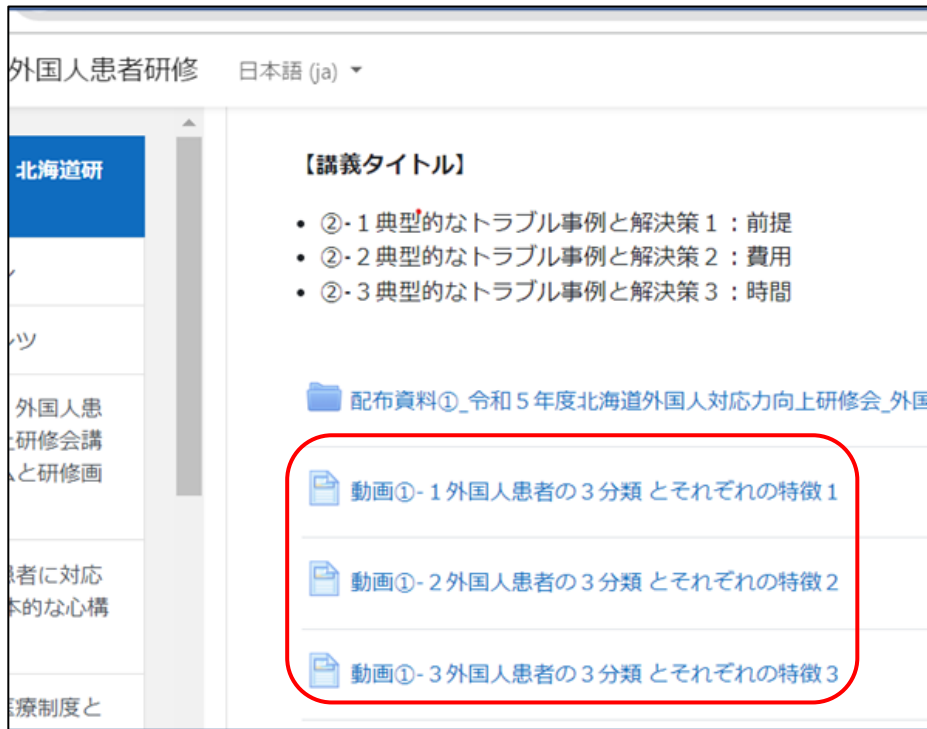 外国人患者研修 日本語 (ja)
北海道研
ン
ンツ
外国人患
上研修会講
ムと研修画
患者に対応
本的な心構
医療制度と
【講義タイトル】
• ②-１典型的なトラブル事例と解決策１：前提
• ②-２典型的なトラブル事例と解決策２：費用
• ②-３典型的なトラブル事例と解決策３：時間
配布資料①_令和５年度北海道外国人対応力向上研修会_外国
動画①-１外国人患者の３分類 とそれぞれの特徴１
動画①-２外国人患者の３分類 とそれぞれの特徴２
動画①-３外国人患者の３分類 とそれぞれの特徴３